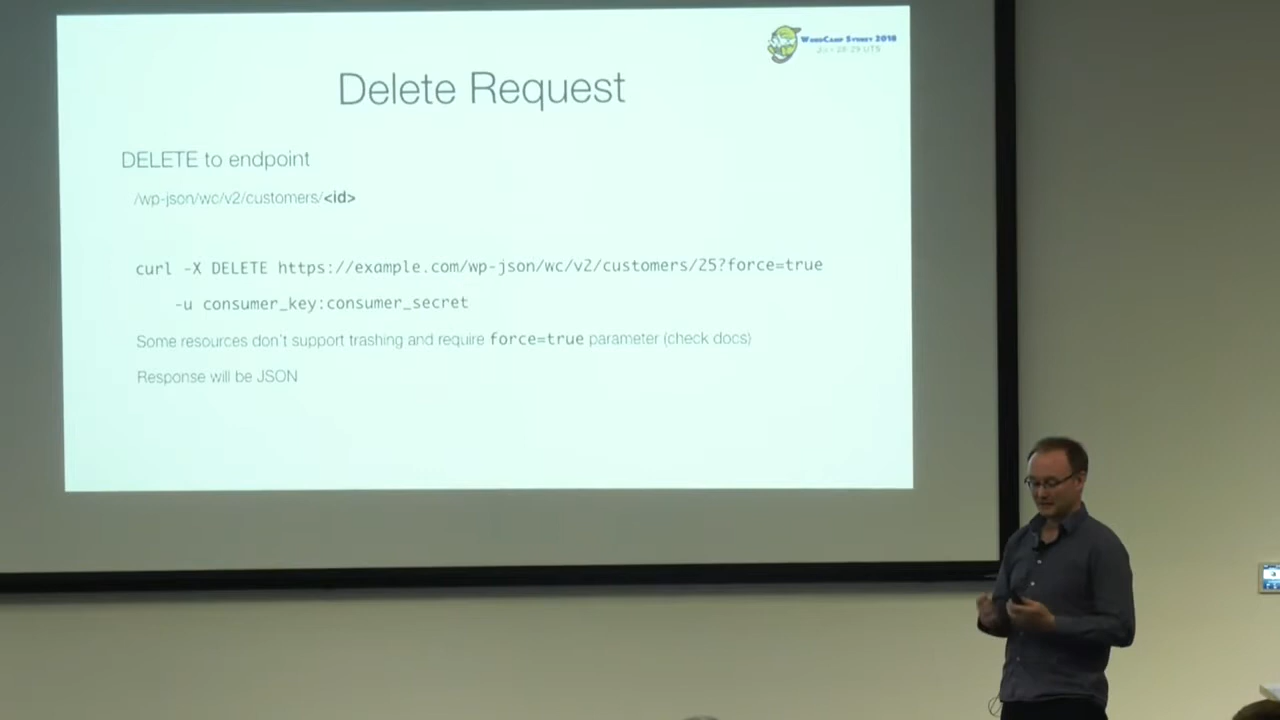 WordCamp Sydney 2018
Delete Request
DELETE to endpoint
/wp-json/wc/v2/customers/<id>
curl -X DELETE https://example.com/wp-json/wc/v2/customers/25?force=true
-u consumer_key:consumer_secret
Some resources don't support trashing and require force=true parameter (check docs)
Response will be JSON